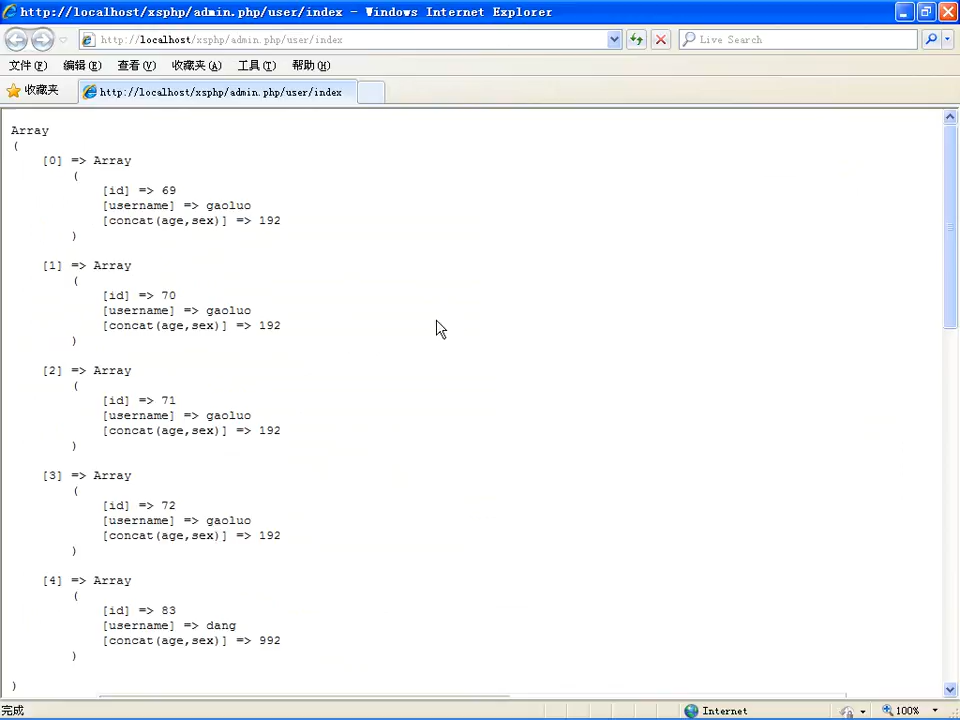 http://localhost/xsphp/admin.php/user/index - Windows Internet Explorer
http://localhost/xsphp/admin.php/user/index
Live Search
文件(F) 编辑(E) 查看(V) 收藏夹(A) 工具(T) 帮助(H)
收藏夹
http://localhost/xsphp/admin.php/user/index
Array
(
[0] => Array
(
[id] => 69
[username] => gaoluo
[concat(age,sex)] => 192
)
[1] => Array
(
[id] => 70
[username] => gaoluo
[concat(age,sex)] => 192
)
[2] => Array
(
[id] => 71
[username] => gaoluo
[concat(age,sex)] => 192
)
[3] => Array
(
[id] => 72
[username] => gaoluo
[concat(age,sex)] => 192
)
[4] => Array
(
[id] => 83
[username] => dang
[concat(age,sex)] => 992
)
)
完成
Internet
100%